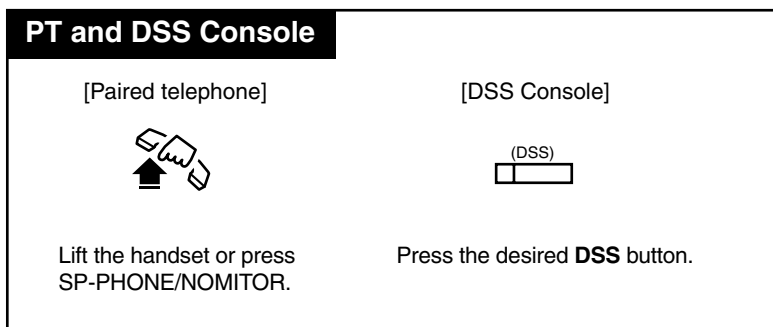 PT and DSS Console
[Paired telephone]
[DSS Console]
(DSS)
Lift the handset or press
SP-PHONE/NOMITOR.
Press the desired DSS button.